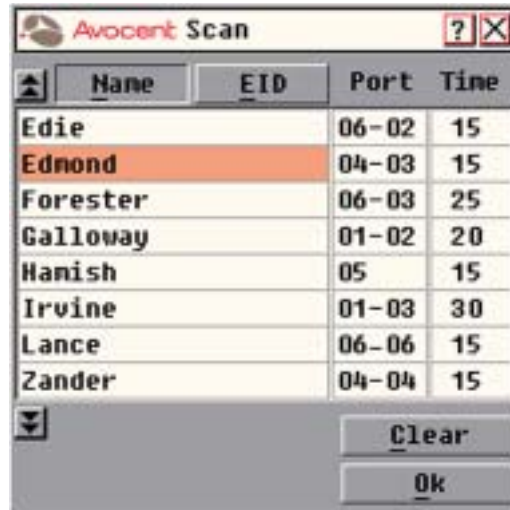 Avocent Scan ? X
Name EID Port Time
Edie 06-02 15
Edmond 04-03 15
Forester 06-03 25
Galloway 01-02 20
Hamish 05 15
Irvine 01-03 30
Lance 06-06 15
Zander 04-04 15
Clear
Ok